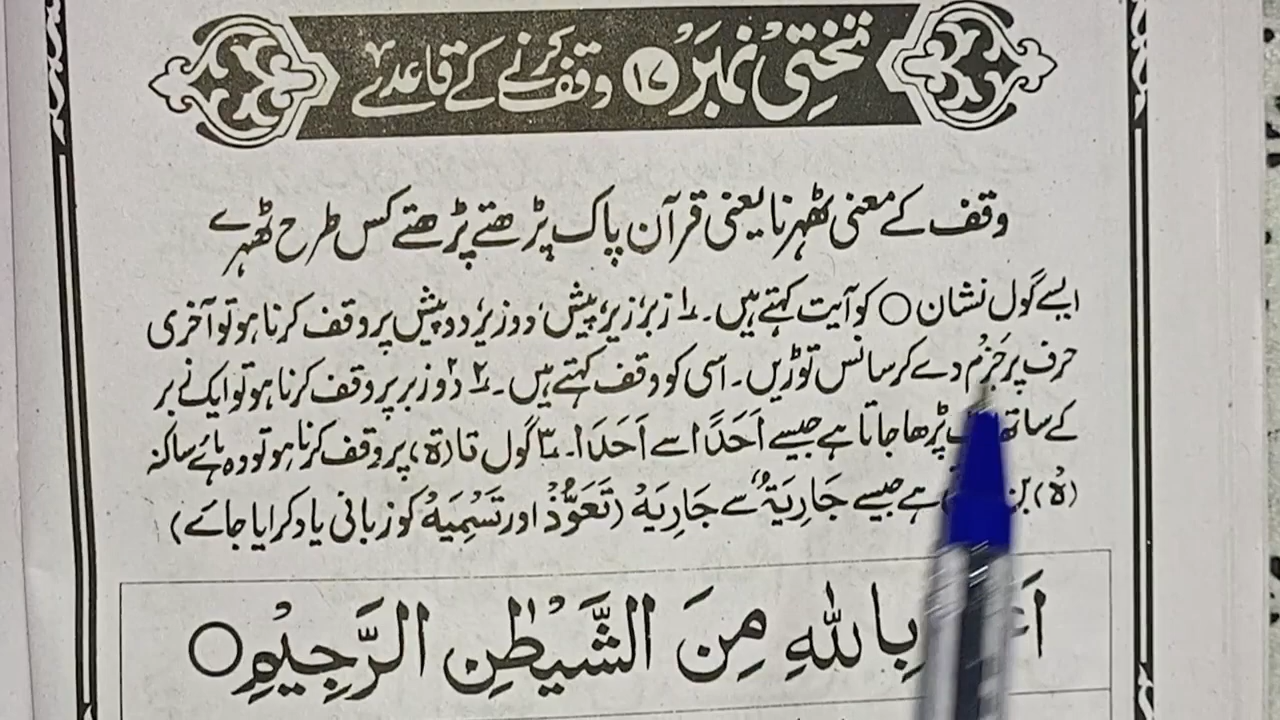 تختی نمبر ۱۷ وقف کرنے کے قاعدے
وقف کے معنی ٹھہرنا یعنی قرآن پاک پڑھتے پڑھتے کس طرح ٹھہرے
ایسے گول نشان ○ کو آیت کہتے ہیں۔ ۱ زبر، زیر، پیش، دو زیر، دو پیش پر وقف کرنا ہو تو آخری
حرف پر جَزْم دے کر سانس توڑیں۔ اسی کو وقف کہتے ہیں۔ ۲ دو زبر پر وقف کرنا ہو تو ایک زبر
کے ساتھ پڑھا جاتا ہے جیسے اَحَدًا سے اَحَدَا۔ ۳ گول تا (ۃ) پر وقف کرنا ہو تو وہ ہائے ساکنہ
(ہْ) بن ہے جیسے جَارِیَۃٌ سے جَارِیَہْ (تَعَوُّذْ اور تَسْمِیَہْ کو زبانی یاد کرایا جائے)
بِاللّٰهِ مِنَ الشَّيْطٰنِ الرَّجِيْمِ ○